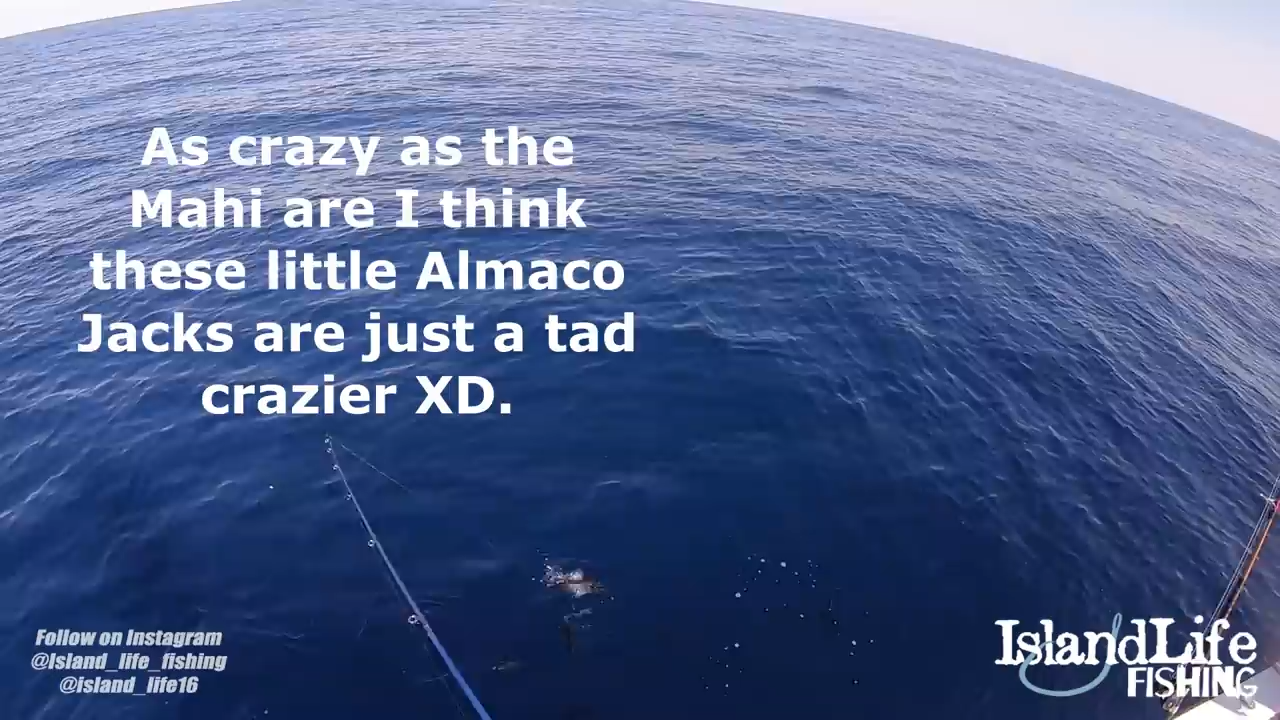 As crazy as the
Mahi are I think
these little Almaco
Jacks are just a tad
crazier XD.
Follow on Instagram
@Island_life_fishing
@island_life16
IslandLife
FISHING